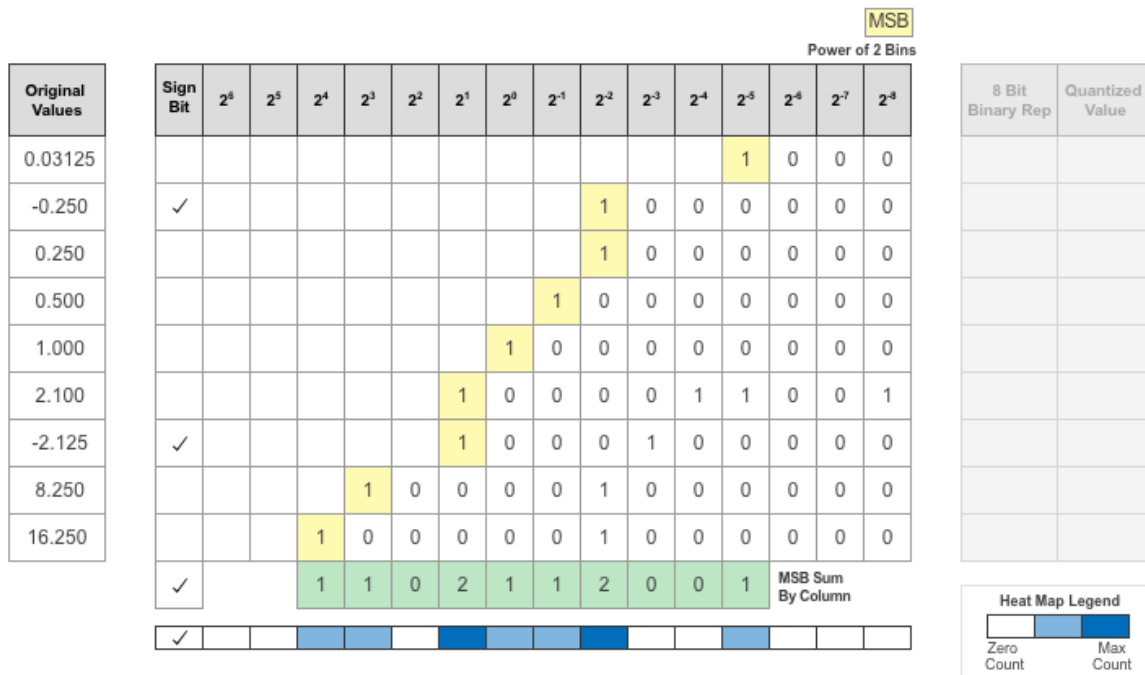 MSB
Power of 2 Bins
Original Values
Sign Bit 2⁶ 2⁵ 2⁴ 2³ 2² 2¹ 2⁰ 2⁻¹ 2⁻² 2⁻³ 2⁻⁴ 2⁻⁵ 2⁻⁶ 2⁻⁷ 2⁻⁸
8 Bit Binary Rep
Quantized Value
0.03125 1 0 0 0
-0.250 ✓ 1 0 0 0 0 0 0
0.250 1 0 0 0 0 0 0
0.500 1 0 0 0 0 0 0 0
1.000 1 0 0 0 0 0 0 0 0
2.100 1 0 0 0 0 1 1 0 0 1
-2.125 ✓ 1 0 0 0 1 0 0 0 0 0
8.250 1 0 0 0 0 1 0 0 0 0 0 0
16.250 1 0 0 0 0 0 1 0 0 0 0 0 0
✓ 1 1 0 2 1 1 2 0 0 1 MSB Sum
By Column
✓
Heat Map Legend
Zero Count
Max Count